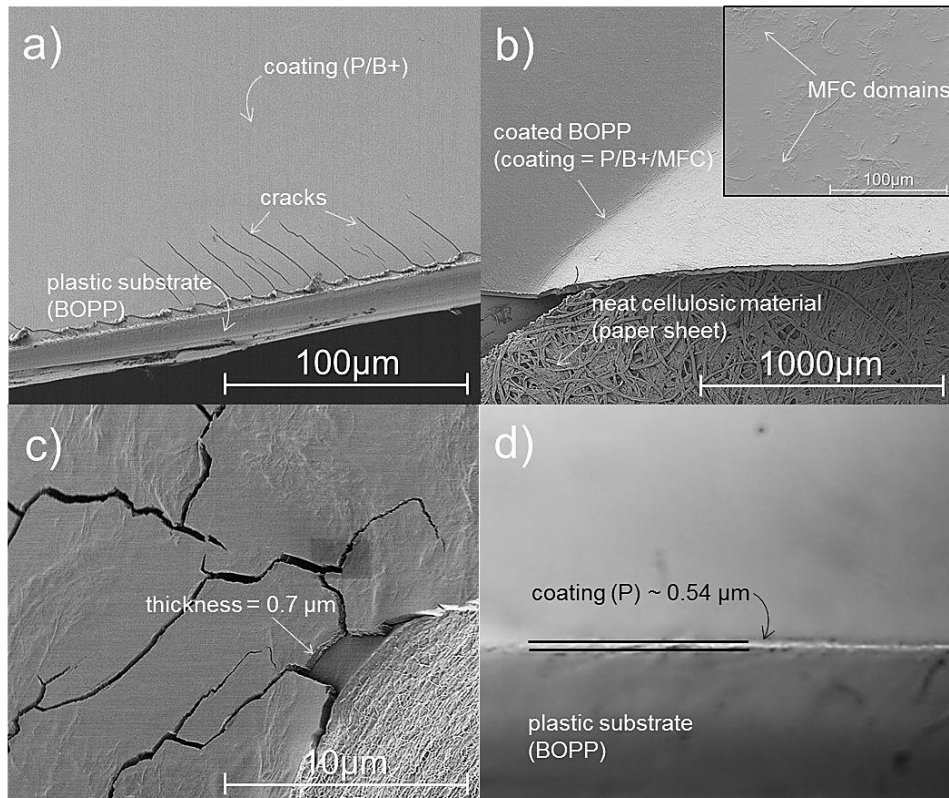 a)
coating (P/B+)
cracks
plastic substrate
(BOPP)
100µm
b)
MFC domains
100µm
coated BOPP
(coating = P/B+/MFC)
neat cellulosic material
(paper sheet)
1000µm
c)
thickness = 0.7 µm
10µm
d)
coating (P) ~ 0.54 µm
plastic substrate
(BOPP)